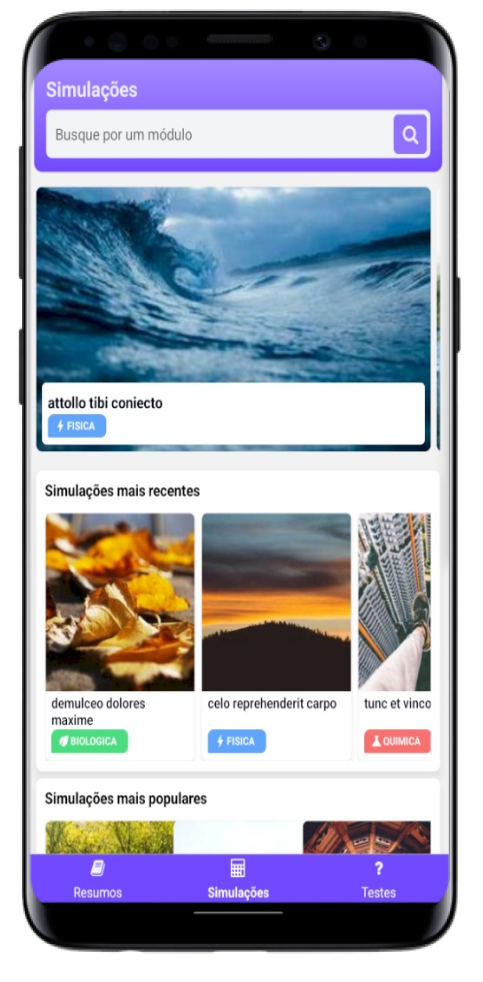 Simulações
Busque por um módulo
attollo tibi coniecto
FISICA
Simulações mais recentes
demulceo dolores
maxime
BIOLOGICA
celo reprehenderit carpo
FISICA
tunc et vinco
QUIMICA
Simulações mais populares
Resumos
Simulações
?
Testes